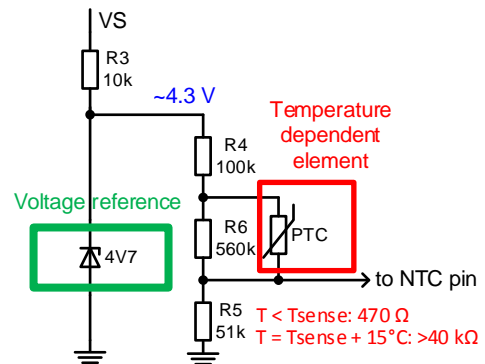 VS
R3
10k
~4.3 V
Temperature
dependent
element
R4
100k
Voltage reference
4V7
R6
560k
PTC
to NTC pin
R5
51k
T < Tsense: 470 Ω
T = Tsense + 15°C: >40 kΩ